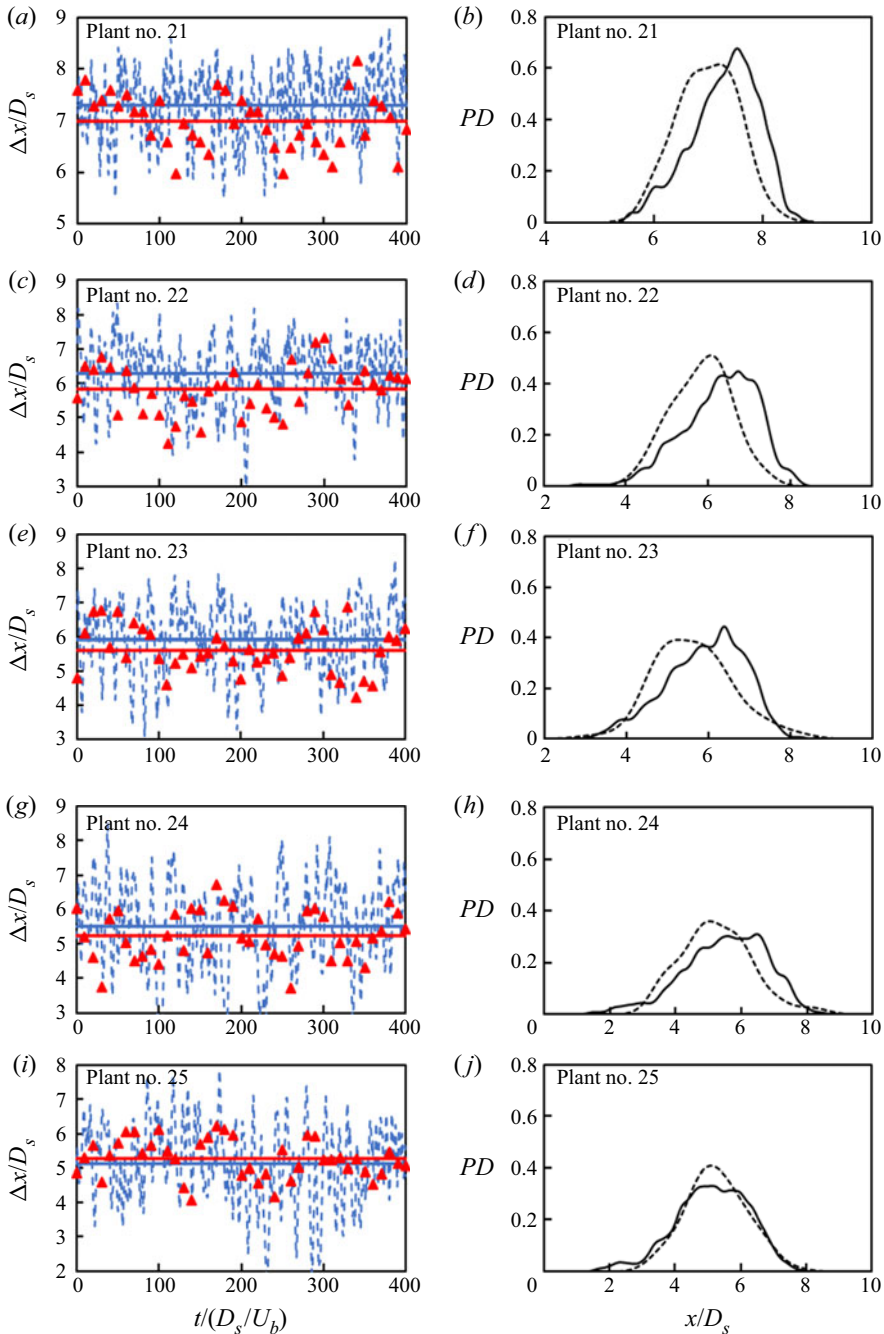 (a) 9 Plant no. 21
8
7
6
5
Δx/D_s
0 100 200 300 400
(b) 0.8 Plant no. 21
0.6
0.4
0.2
PD
4 6 8 10
(c) 9 Plant no. 22
8
7
6
5
4
3
Δx/D_s
0 100 200 300 400
(d) 0.8 Plant no. 22
0.6
0.4
0.2
0
PD
2 4 6 8 10
(e) 9 Plant no. 23
8
7
6
5
4
3
Δx/D_s
0 100 200 300 400
(f) 0.8 Plant no. 23
0.6
0.4
0.2
0
PD
2 4 6 8 10
(g) 9 Plant no. 24
8
7
6
5
4
3
Δx/D_s
0 100 200 300 400
(h) 0.8 Plant no. 24
0.6
0.4
0.2
PD
0 2 4 6 8 10
(i) 8 Plant no. 25
7
6
5
4
3
2
Δx/D_s
0 100 200 300 400
t/(D_s/U_b)
(j) 0.8 Plant no. 25
0.6
0.4
0.2
PD
0 2 4 6 8 10
x/D_s